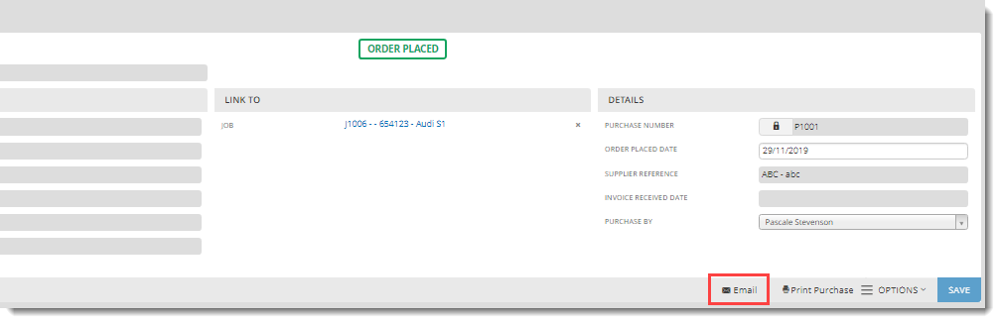 ORDER PLACED
LINK TO
JOB J1006 - - 654123 - Audi S1 ×
DETAILS
PURCHASE NUMBER P1001
ORDER PLACED DATE 29/11/2019
SUPPLIER REFERENCE ABC - abc
INVOICE RECEIVED DATE
PURCHASE BY Pascale Stevenson
Email Print Purchase OPTIONS SAVE